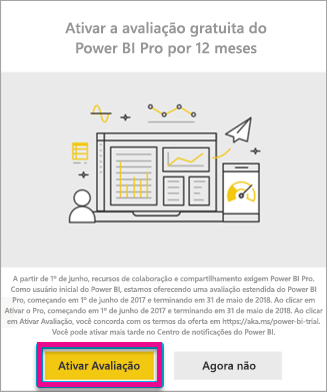 Ativar a avaliação gratuita do
Power BI Pro por 12 meses
A partir de 1º de junho, recursos de colaboração e compartilhamento exigem Power BI Pro.
Como usuário inicial do Power BI, estamos oferecendo uma avaliação estendida do Power BI
Pro, começando em 1º de junho de 2017 e terminando em 31 de maio de 2018. Ao clicar em
Ativar o Pro, começando em 1º de junho de 2017 e terminando em 31 de maio de 2018. Ao clicar
em Ativar Avaliação, você concorda com os termos da oferta em https://aka.ms/power-bi-trial.
Você pode ativar mais tarde no Centro de notificações do Power BI.
Ativar Avaliação
Agora não